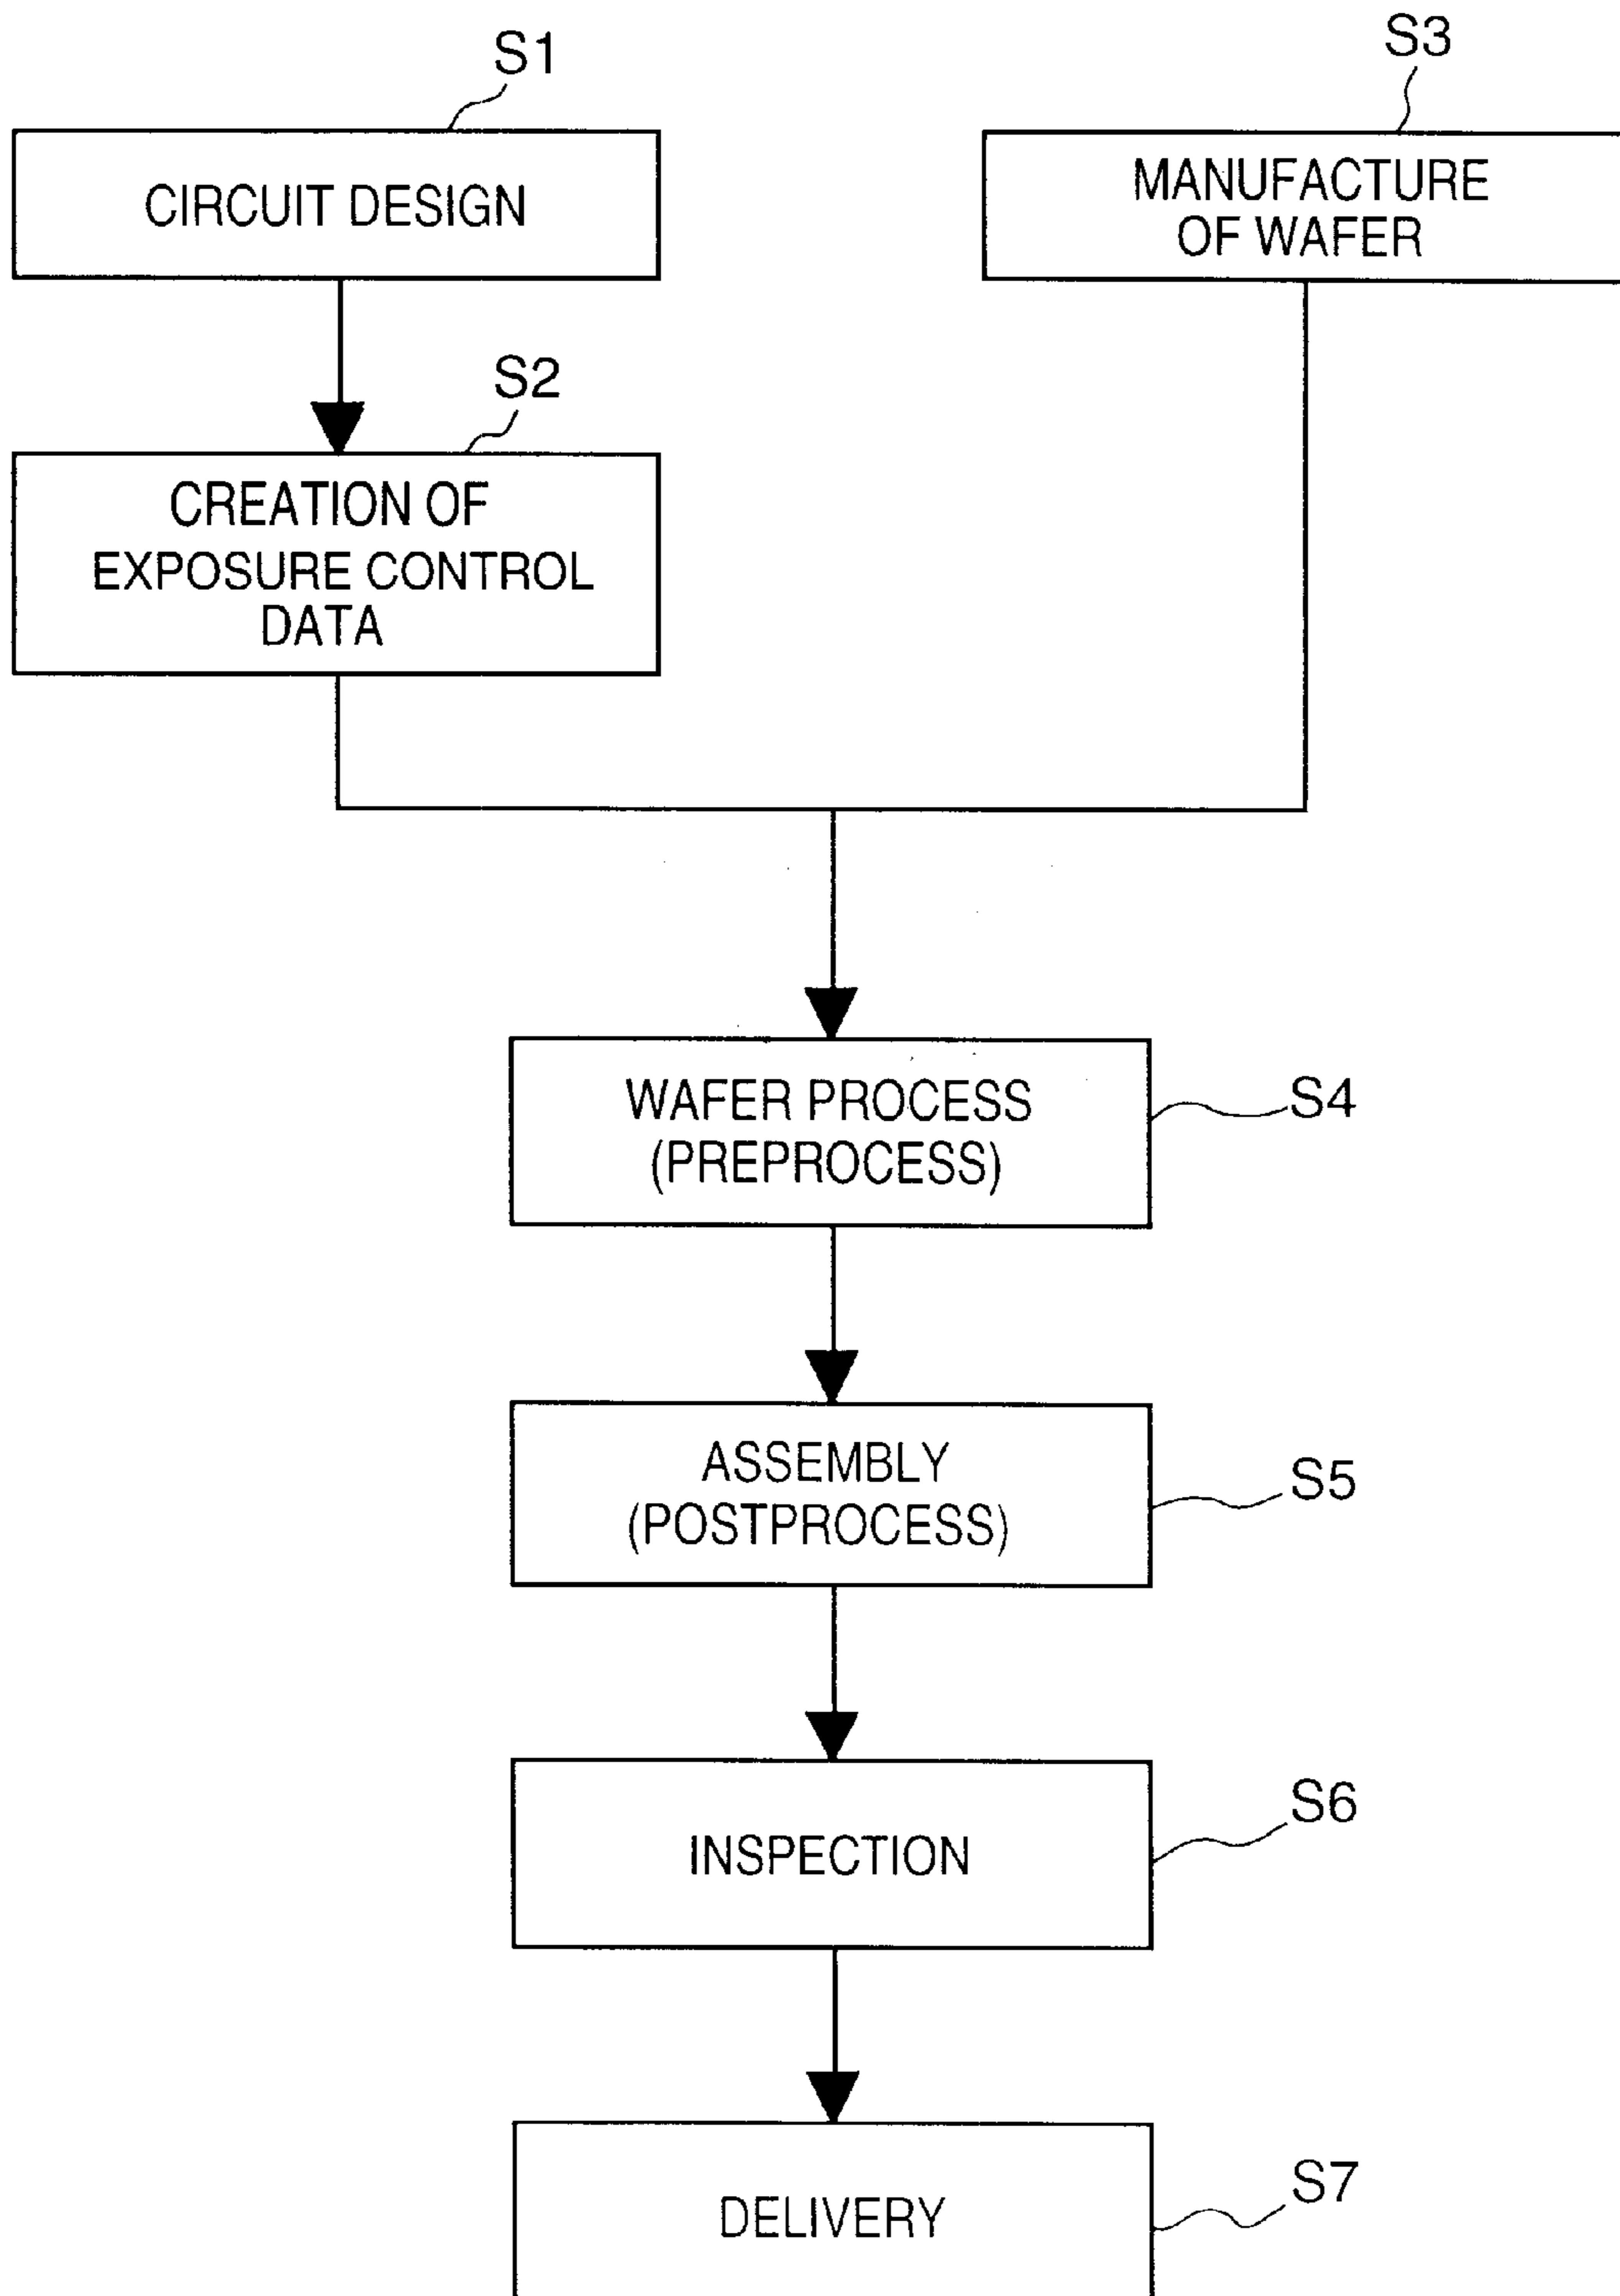 S1
CIRCUIT DESIGN
S3
MANUFACTURE
OF WAFER
S2
CREATION OF
EXPOSURE CONTROL
DATA
WAFER PROCESS
(PREPROCESS)
S4
ASSEMBLY
(POSTPROCESS)
S5
INSPECTION
S6
DELIVERY
S7